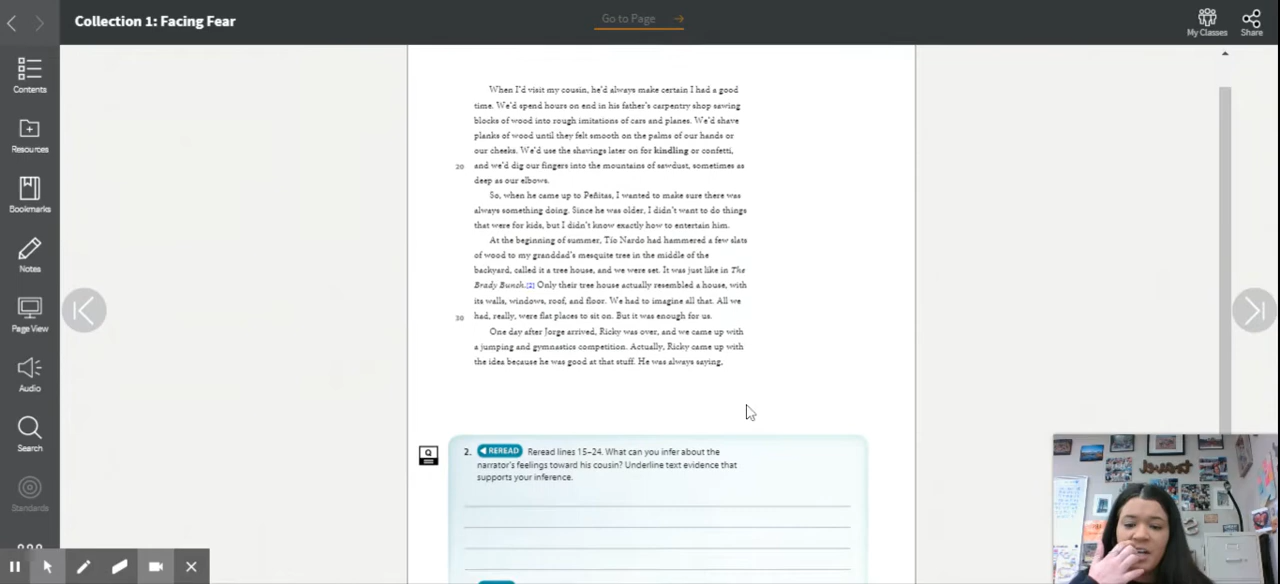 Collection 1: Facing Fear
Go to Page
My Classes
Share
Contents
Resources
Bookmarks
Notes
Page View
Audio
Search
Standards
When I'd visit my cousin, he'd always make certain I had a good
time. We'd spend hours on end in his father's carpentry shop sawing
blocks of wood into rough imitations of cars and planes. We'd shave
planks of wood until they felt smooth on the palms of our hands or
our cheeks. We'd use the shavings later on for kindling or confetti,
20 and we'd dig our fingers into the mountains of sawdust, sometimes as
deep as our elbows.
So, when he came up to Peñitas, I wanted to make sure there was
always something doing. Since he was older, I didn't want to do things
that were for kids, but I didn't know exactly how to entertain him.
At the beginning of summer, Tío Nardo had hammered a few slats
of wood to my granddad's mesquite tree in the middle of the
backyard, called it a tree house, and we were set. It was just like in The
Brady Bunch.[2] Only their tree house actually resembled a house, with
its walls, windows, roof, and floor. We had to imagine all that. All we
30 had, really, were flat places to sit on. But it was enough for us.
One day after Jorge arrived, Ricky was over, and we came up with
a jumping and gymnastics competition. Actually, Ricky came up with
the idea because he was good at that stuff. He was always saying,
Q
2. REREAD Reread lines 15–24. What can you infer about the
narrator's feelings toward his cousin? Underline text evidence that
supports your inference.
travel